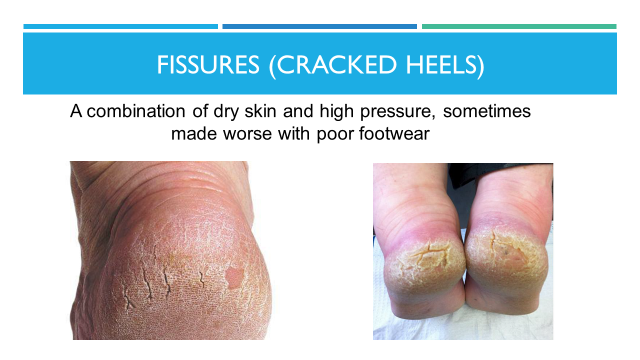 FISSURES (CRACKED HEELS)
A combination of dry skin and high pressure, sometimes
made worse with poor footwear